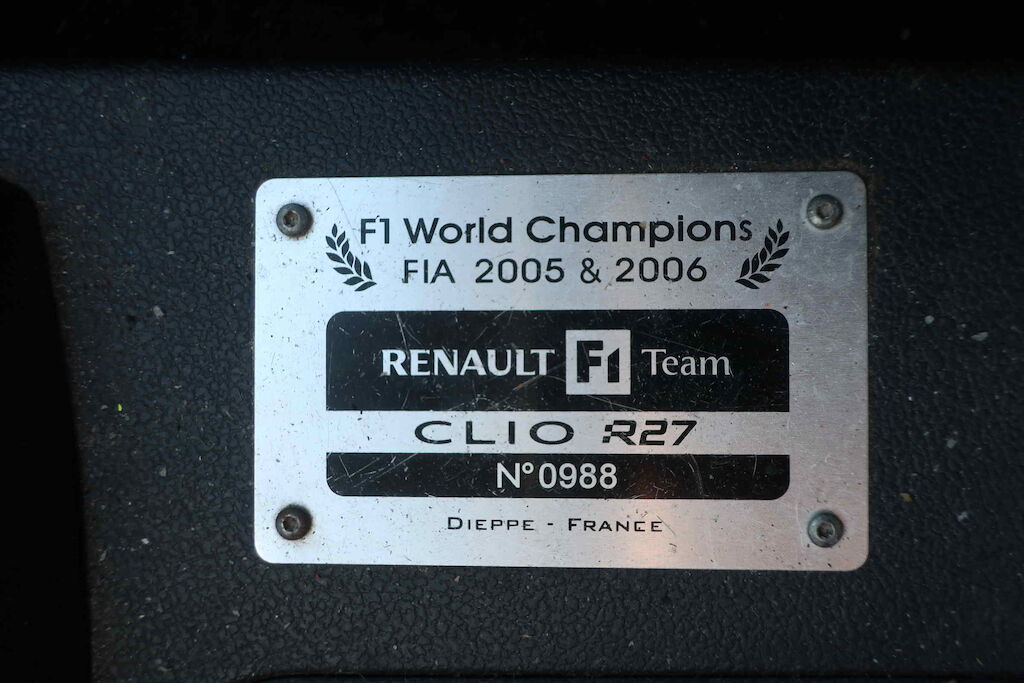 F1 World Champions
FIA 2005 & 2006
RENAULT F1 Team
CLIO R27
N°0988
DIEPPE - FRANCE